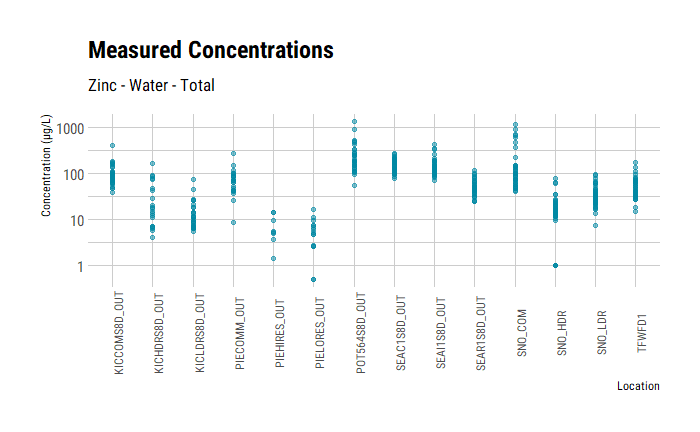 Measured Concentrations
Zinc - Water - Total
Concentration (µg/L)
1000
100
10
1
KICCOMS8D_OUT
KICHDRS8D_OUT
KICLDRS8D_OUT
PIECOMM_OUT
PIEHIRES_OUT
PIELORES_OUT
POT564S8D_OUT
SEAC1S8D_OUT
SEAI1S8D_OUT
SEAR1S8D_OUT
SNO_COM
SNO_HDR
SNO_LDR
TFWFD1
Location